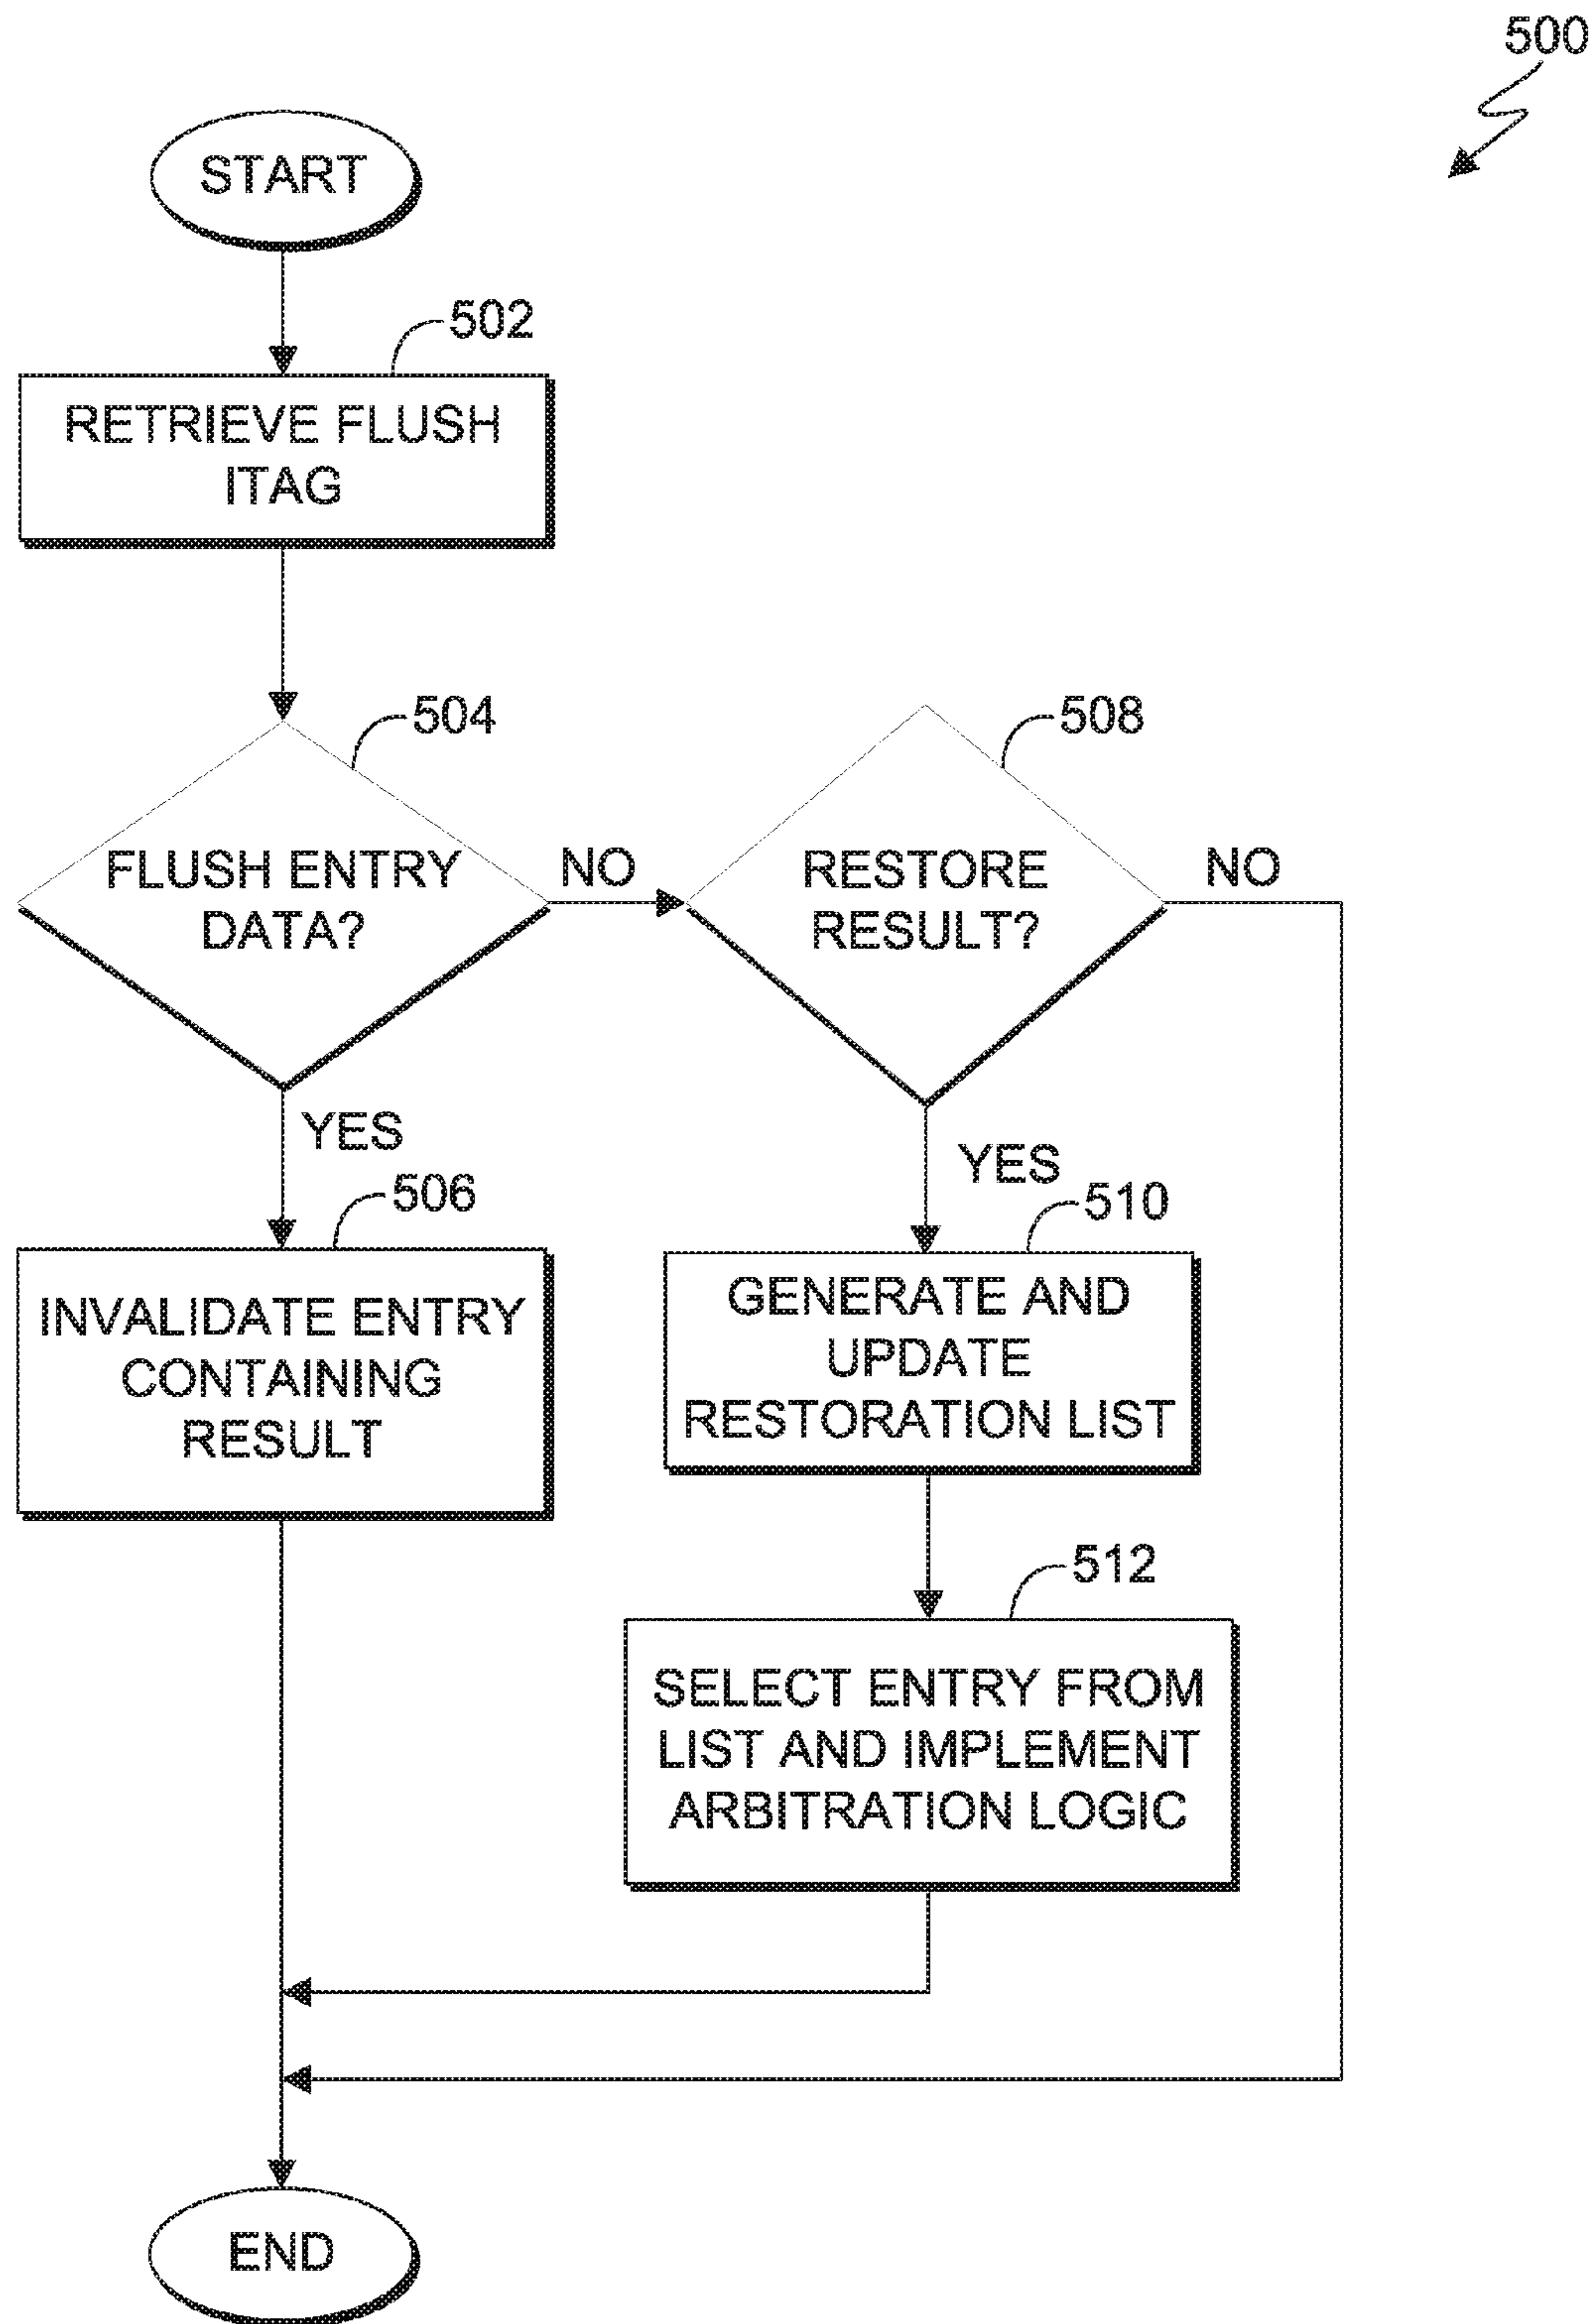 500
START
502
RETRIEVE FLUSH
ITAG
504
FLUSH ENTRY
DATA?
NO
508
RESTORE
RESULT?
NO
YES
506
INVALIDATE ENTRY
CONTAINING
RESULT
YES
510
GENERATE AND
UPDATE
RESTORATION LIST
512
SELECT ENTRY FROM
LIST AND IMPLEMENT
ARBITRATION LOGIC
END